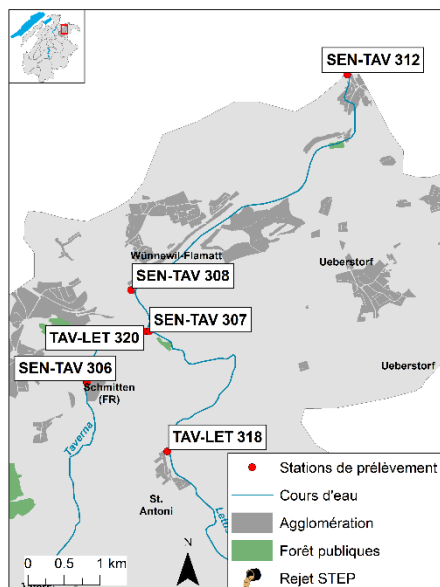 SEN-TAV 312
Wünnewil-Flamatt
Ueberstorf
SEN-TAV 308
SEN-TAV 307
TAV-LET 320
SEN-TAV 306
Ueberstorf
Schmitten
(FR)
Taverna
TAV-LET 318
St.
Antoni
N
0 0.5 1 km
Stations de prélèvement
Cours d'eau
Agglomération
Forêt publiques
Rejet STEP